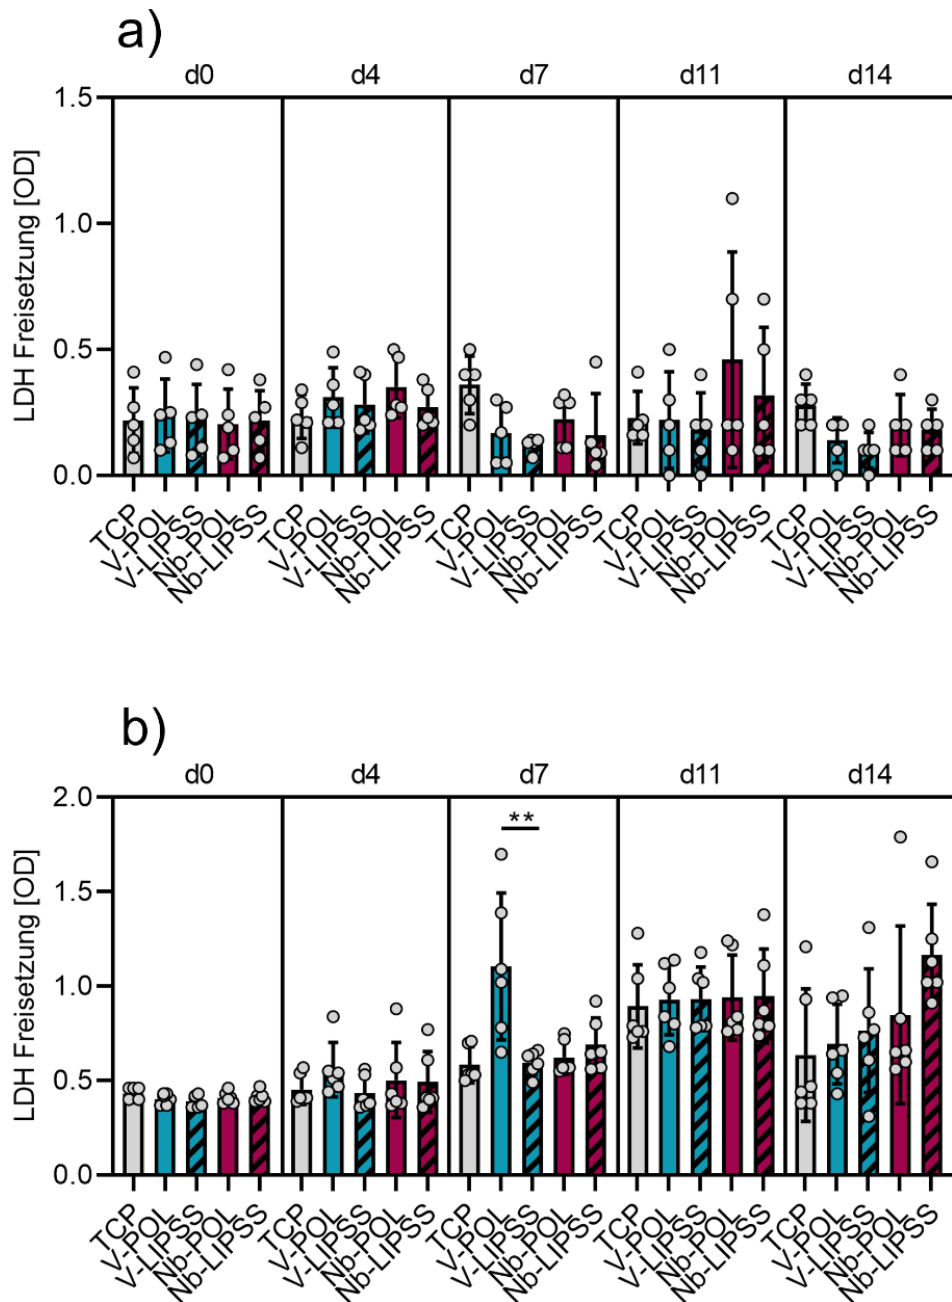 a)
d0 d4 d7 d11 d14
1.5
1.0
0.5
0.0
LDH Freisetzung [OD]
TCP V-POL V-LIPSS Nb-POL Nb-LIPSS TCP V-POL V-LIPSS Nb-POL Nb-LIPSS TCP V-POL V-LIPSS Nb-POL Nb-LIPSS TCP V-POL V-LIPSS Nb-POL Nb-LIPSS TCP V-POL V-LIPSS Nb-POL Nb-LIPSS
b)
d0 d4 d7 d11 d14
2.0
**
1.5
1.0
0.5
0.0
LDH Freisetzung [OD]
TCP V-POL V-LIPSS Nb-POL Nb-LIPSS TCP V-POL V-LIPSS Nb-POL Nb-LIPSS TCP V-POL V-LIPSS Nb-POL Nb-LIPSS TCP V-POL V-LIPSS Nb-POL Nb-LIPSS TCP V-POL V-LIPSS Nb-POL Nb-LIPSS